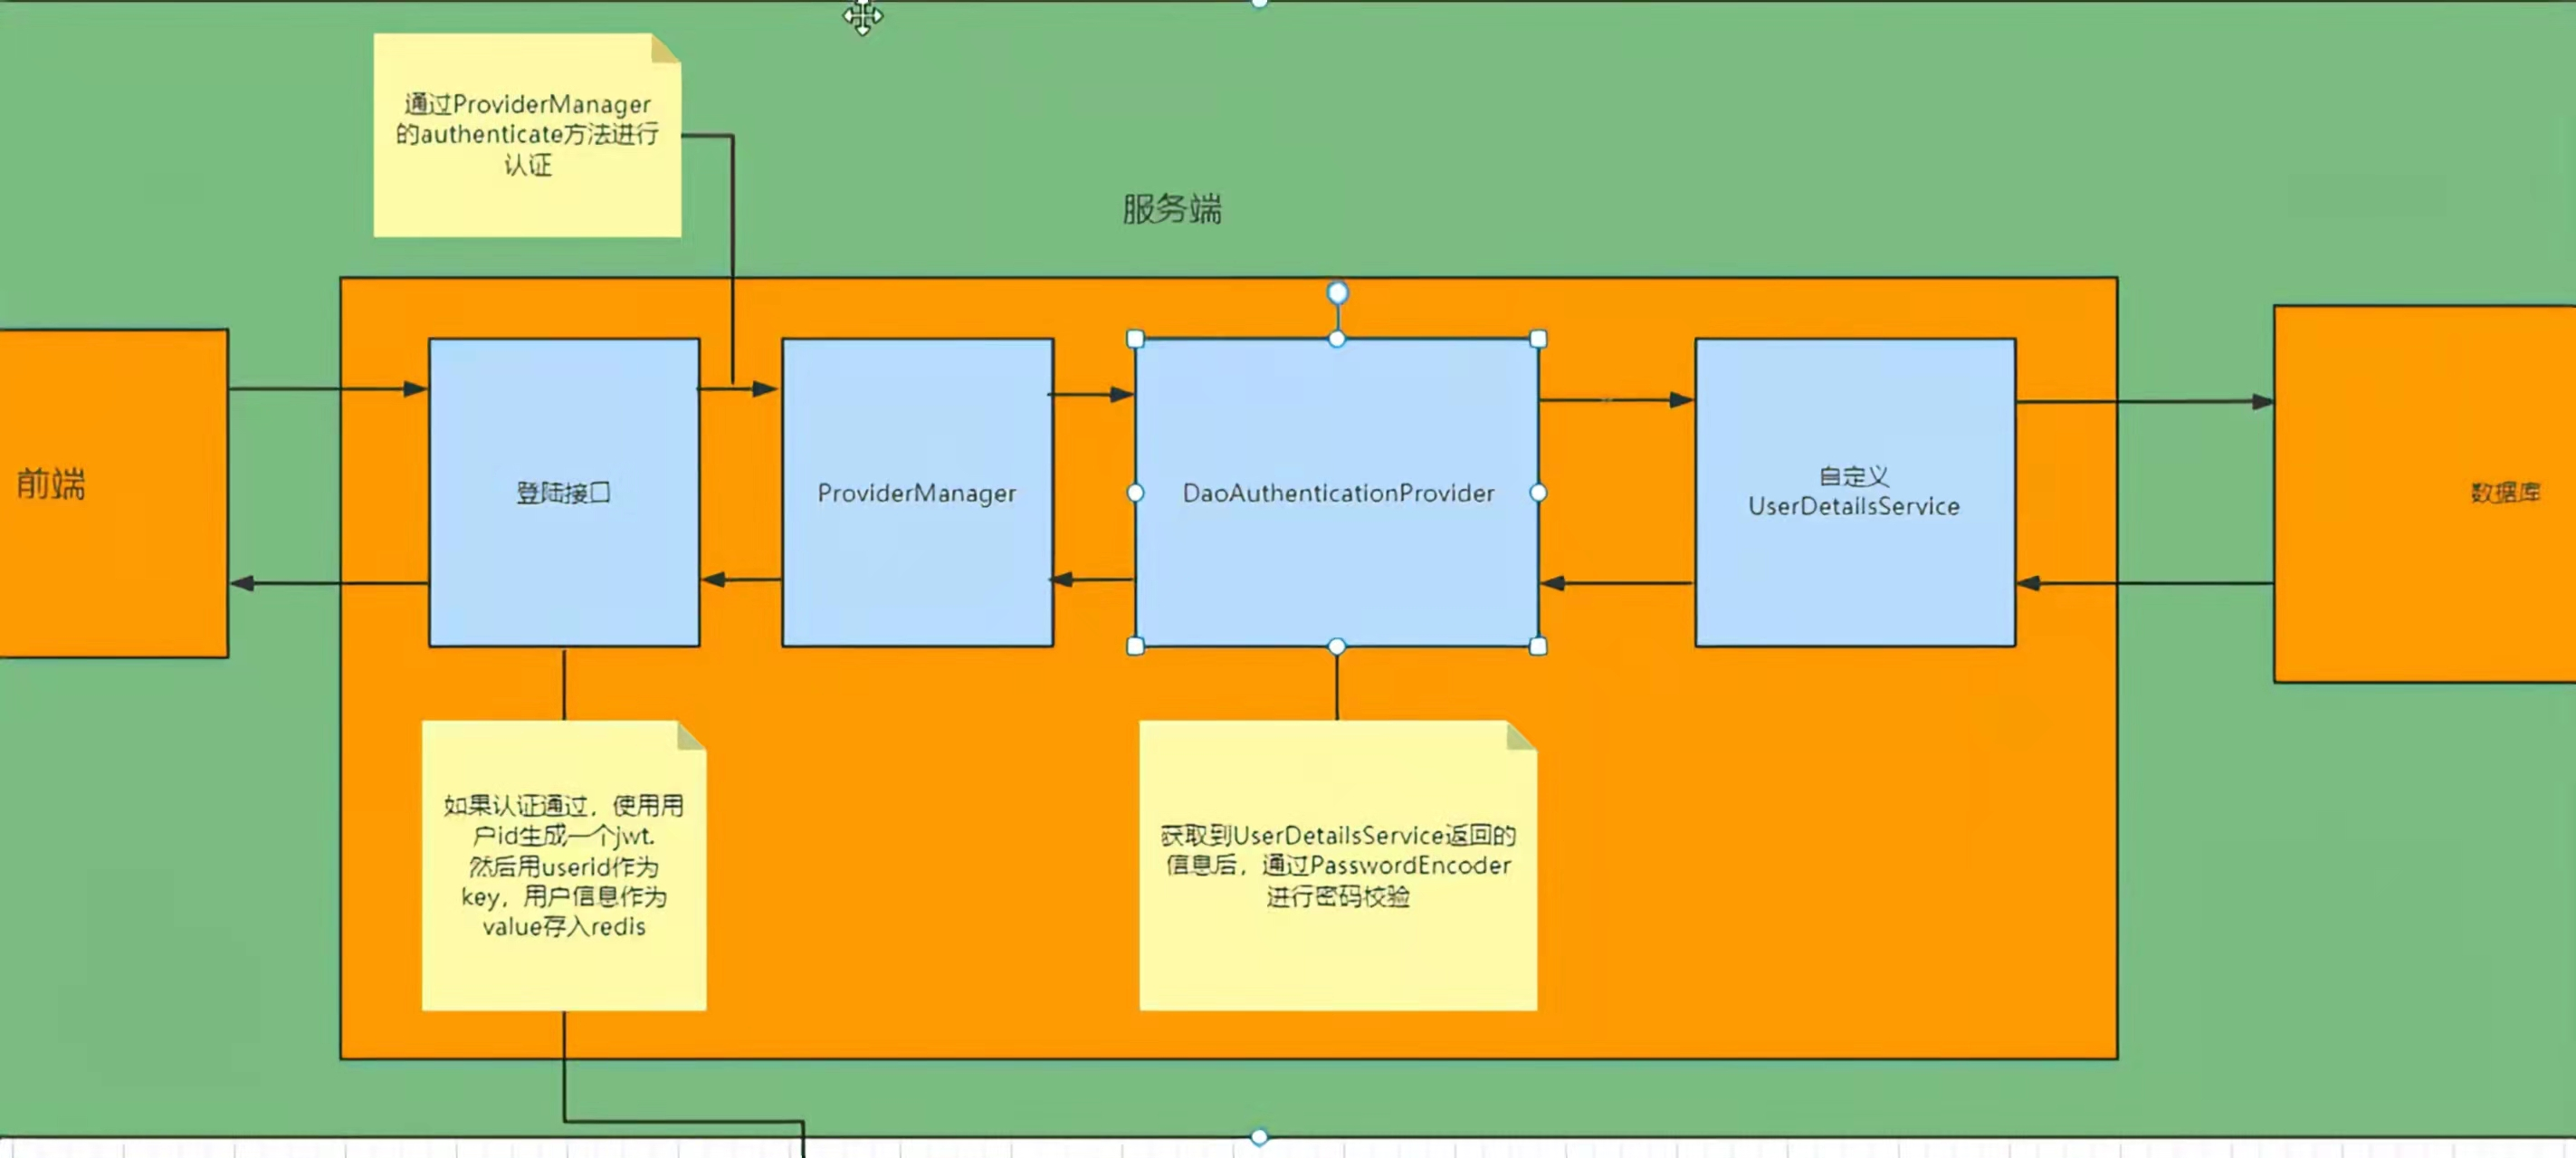 通过ProviderManager
的authenticate方法进行
认证
服务端
前端
登陆接口
ProviderManager
DaoAuthenticationProvider
自定义
UserDetailsService
数据库
如果认证通过，使用用
户id生成一个jwt.
然后用userid作为
key，用户信息作为
value存入redis
获取到UserDetailsService返回的
信息后，通过PasswordEncoder
进行密码校验